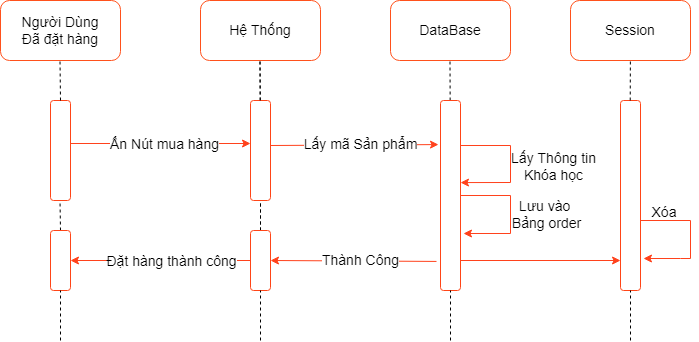 Người Dùng
Đã đặt hàng
Hệ Thống
DataBase
Session
Ấn Nút mua hàng
Lấy mã Sản phẩm
Lấy Thông tin
Khóa học
Lưu vào
Bảng order
Xóa
Đặt hàng thành công
Thành Công